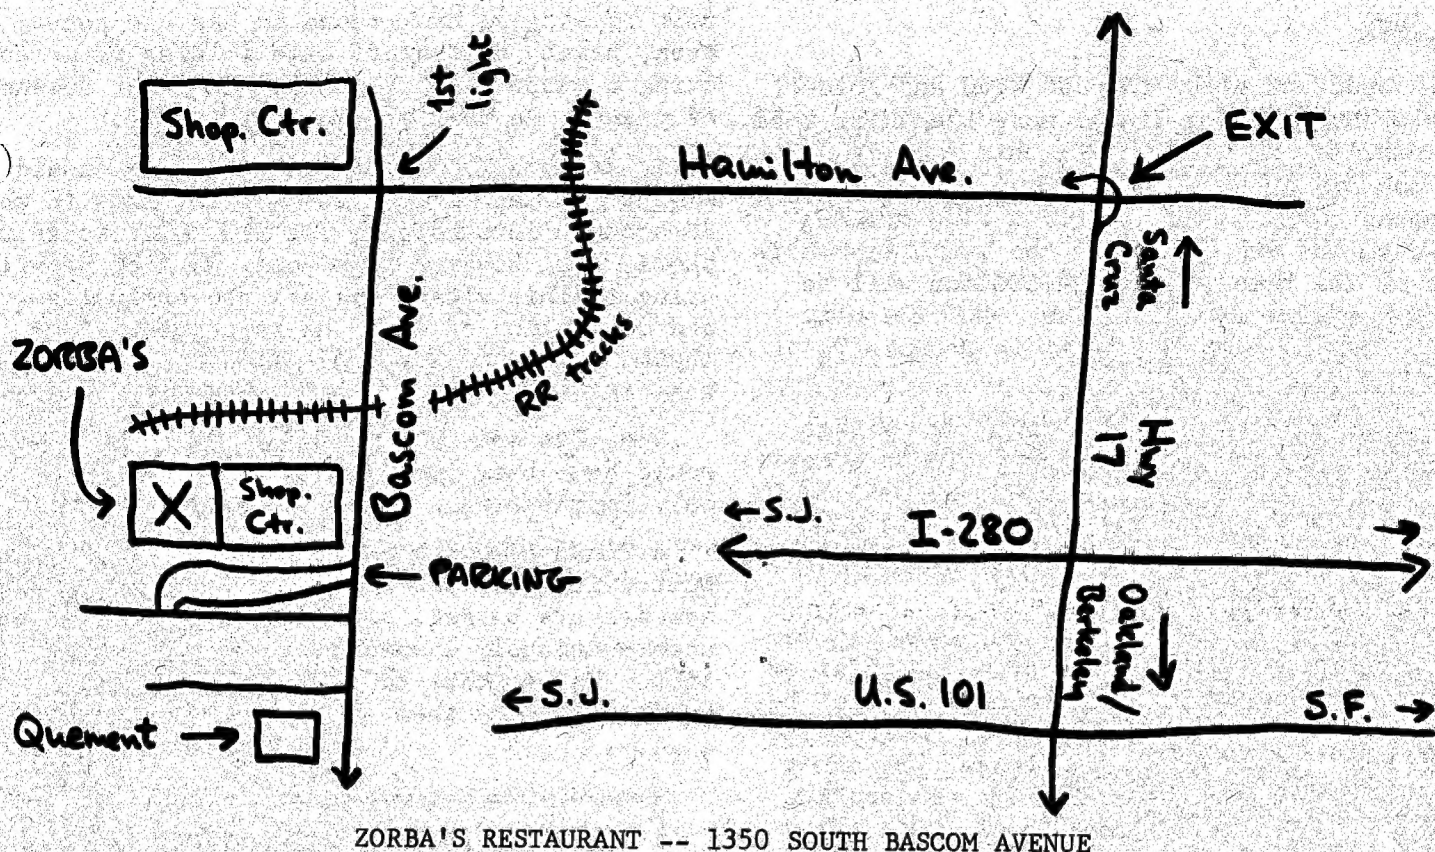 1st
light
Shop. Ctr.
EXIT
Hamilton Ave.
Santa
Cruz
Bascom Ave.
ZORBA'S
RR tracks
Hwy
17
X
Shop.
Ctr.
← S.J.
I-280
→
← PARKING
Oakland/
Berkeley
← S.J.
U.S. 101
S.F. →
Quement →
ZORBA'S RESTAURANT -- 1350 SOUTH BASCOM AVENUE